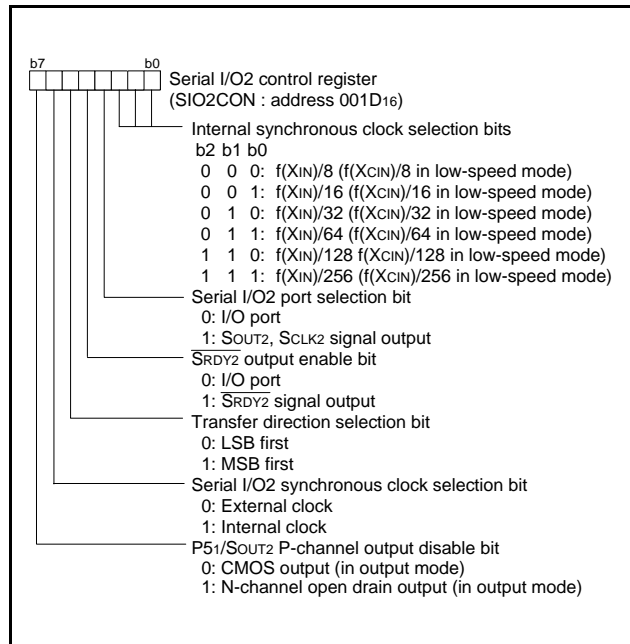 b7 b0
Serial I/O2 control register
(SIO2CON : address 001D16)
Internal synchronous clock selection bits
b2 b1 b0
0 0 0: f(XIN)/8 (f(XCIN)/8 in low-speed mode)
0 0 1: f(XIN)/16 (f(XCIN)/16 in low-speed mode)
0 1 0: f(XIN)/32 (f(XCIN)/32 in low-speed mode)
0 1 1: f(XIN)/64 (f(XCIN)/64 in low-speed mode)
1 1 0: f(XIN)/128 f(XCIN)/128 in low-speed mode)
1 1 1: f(XIN)/256 (f(XCIN)/256 in low-speed mode)
Serial I/O2 port selection bit
0: I/O port
1: SOUT2, SCLK2 signal output
SRDY2 output enable bit
0: I/O port
1: SRDY2 signal output
Transfer direction selection bit
0: LSB first
1: MSB first
Serial I/O2 synchronous clock selection bit
0: External clock
1: Internal clock
P51/SOUT2 P-channel output disable bit
0: CMOS output (in output mode)
1: N-channel open drain output (in output mode)